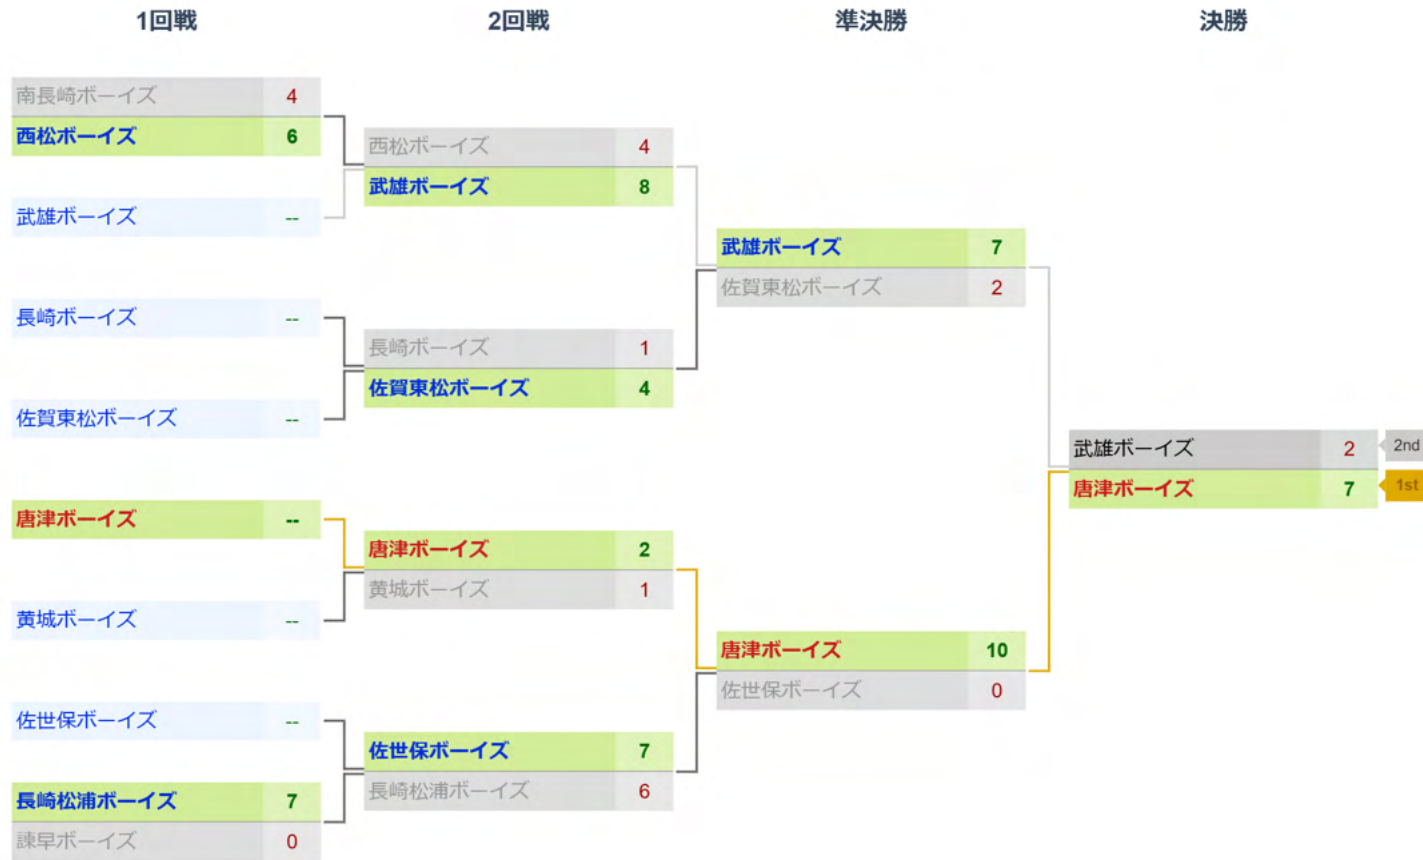 1回戦 2回戦 準決勝 決勝
南長崎ボーイズ 4
西松ボーイズ 6
武雄ボーイズ --
長崎ボーイズ --
佐賀東松ボーイズ --
唐津ボーイズ --
黄城ボーイズ --
佐世保ボーイズ --
長崎松浦ボーイズ 7
諫早ボーイズ 0
西松ボーイズ 4
武雄ボーイズ 8
長崎ボーイズ 1
佐賀東松ボーイズ 4
唐津ボーイズ 2
黄城ボーイズ 1
佐世保ボーイズ 7
長崎松浦ボーイズ 6
武雄ボーイズ 7
佐賀東松ボーイズ 2
唐津ボーイズ 10
佐世保ボーイズ 0
武雄ボーイズ 2 2nd
唐津ボーイズ 7 1st